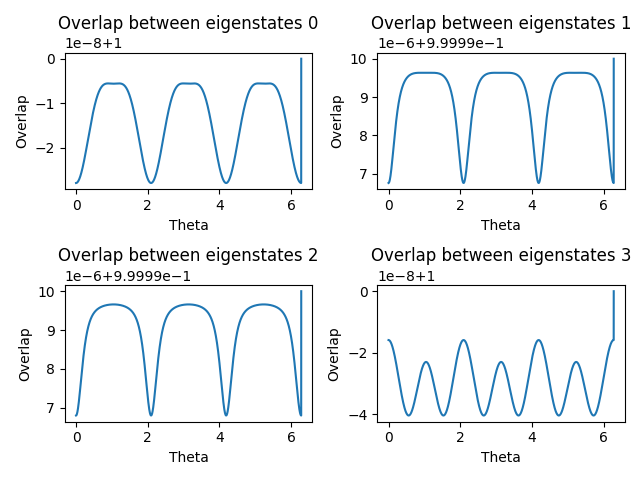 Overlap between eigenstates 0
1e-8+1
0
−1
−2
Overlap
0 2 4 6
Theta
Overlap between eigenstates 1
1e-6+9.9999e-1
10
9
8
7
Overlap
0 2 4 6
Theta
Overlap between eigenstates 2
1e-6+9.9999e-1
10
9
8
7
Overlap
0 2 4 6
Theta
Overlap between eigenstates 3
1e-8+1
0
−2
−4
Overlap
0 2 4 6
Theta